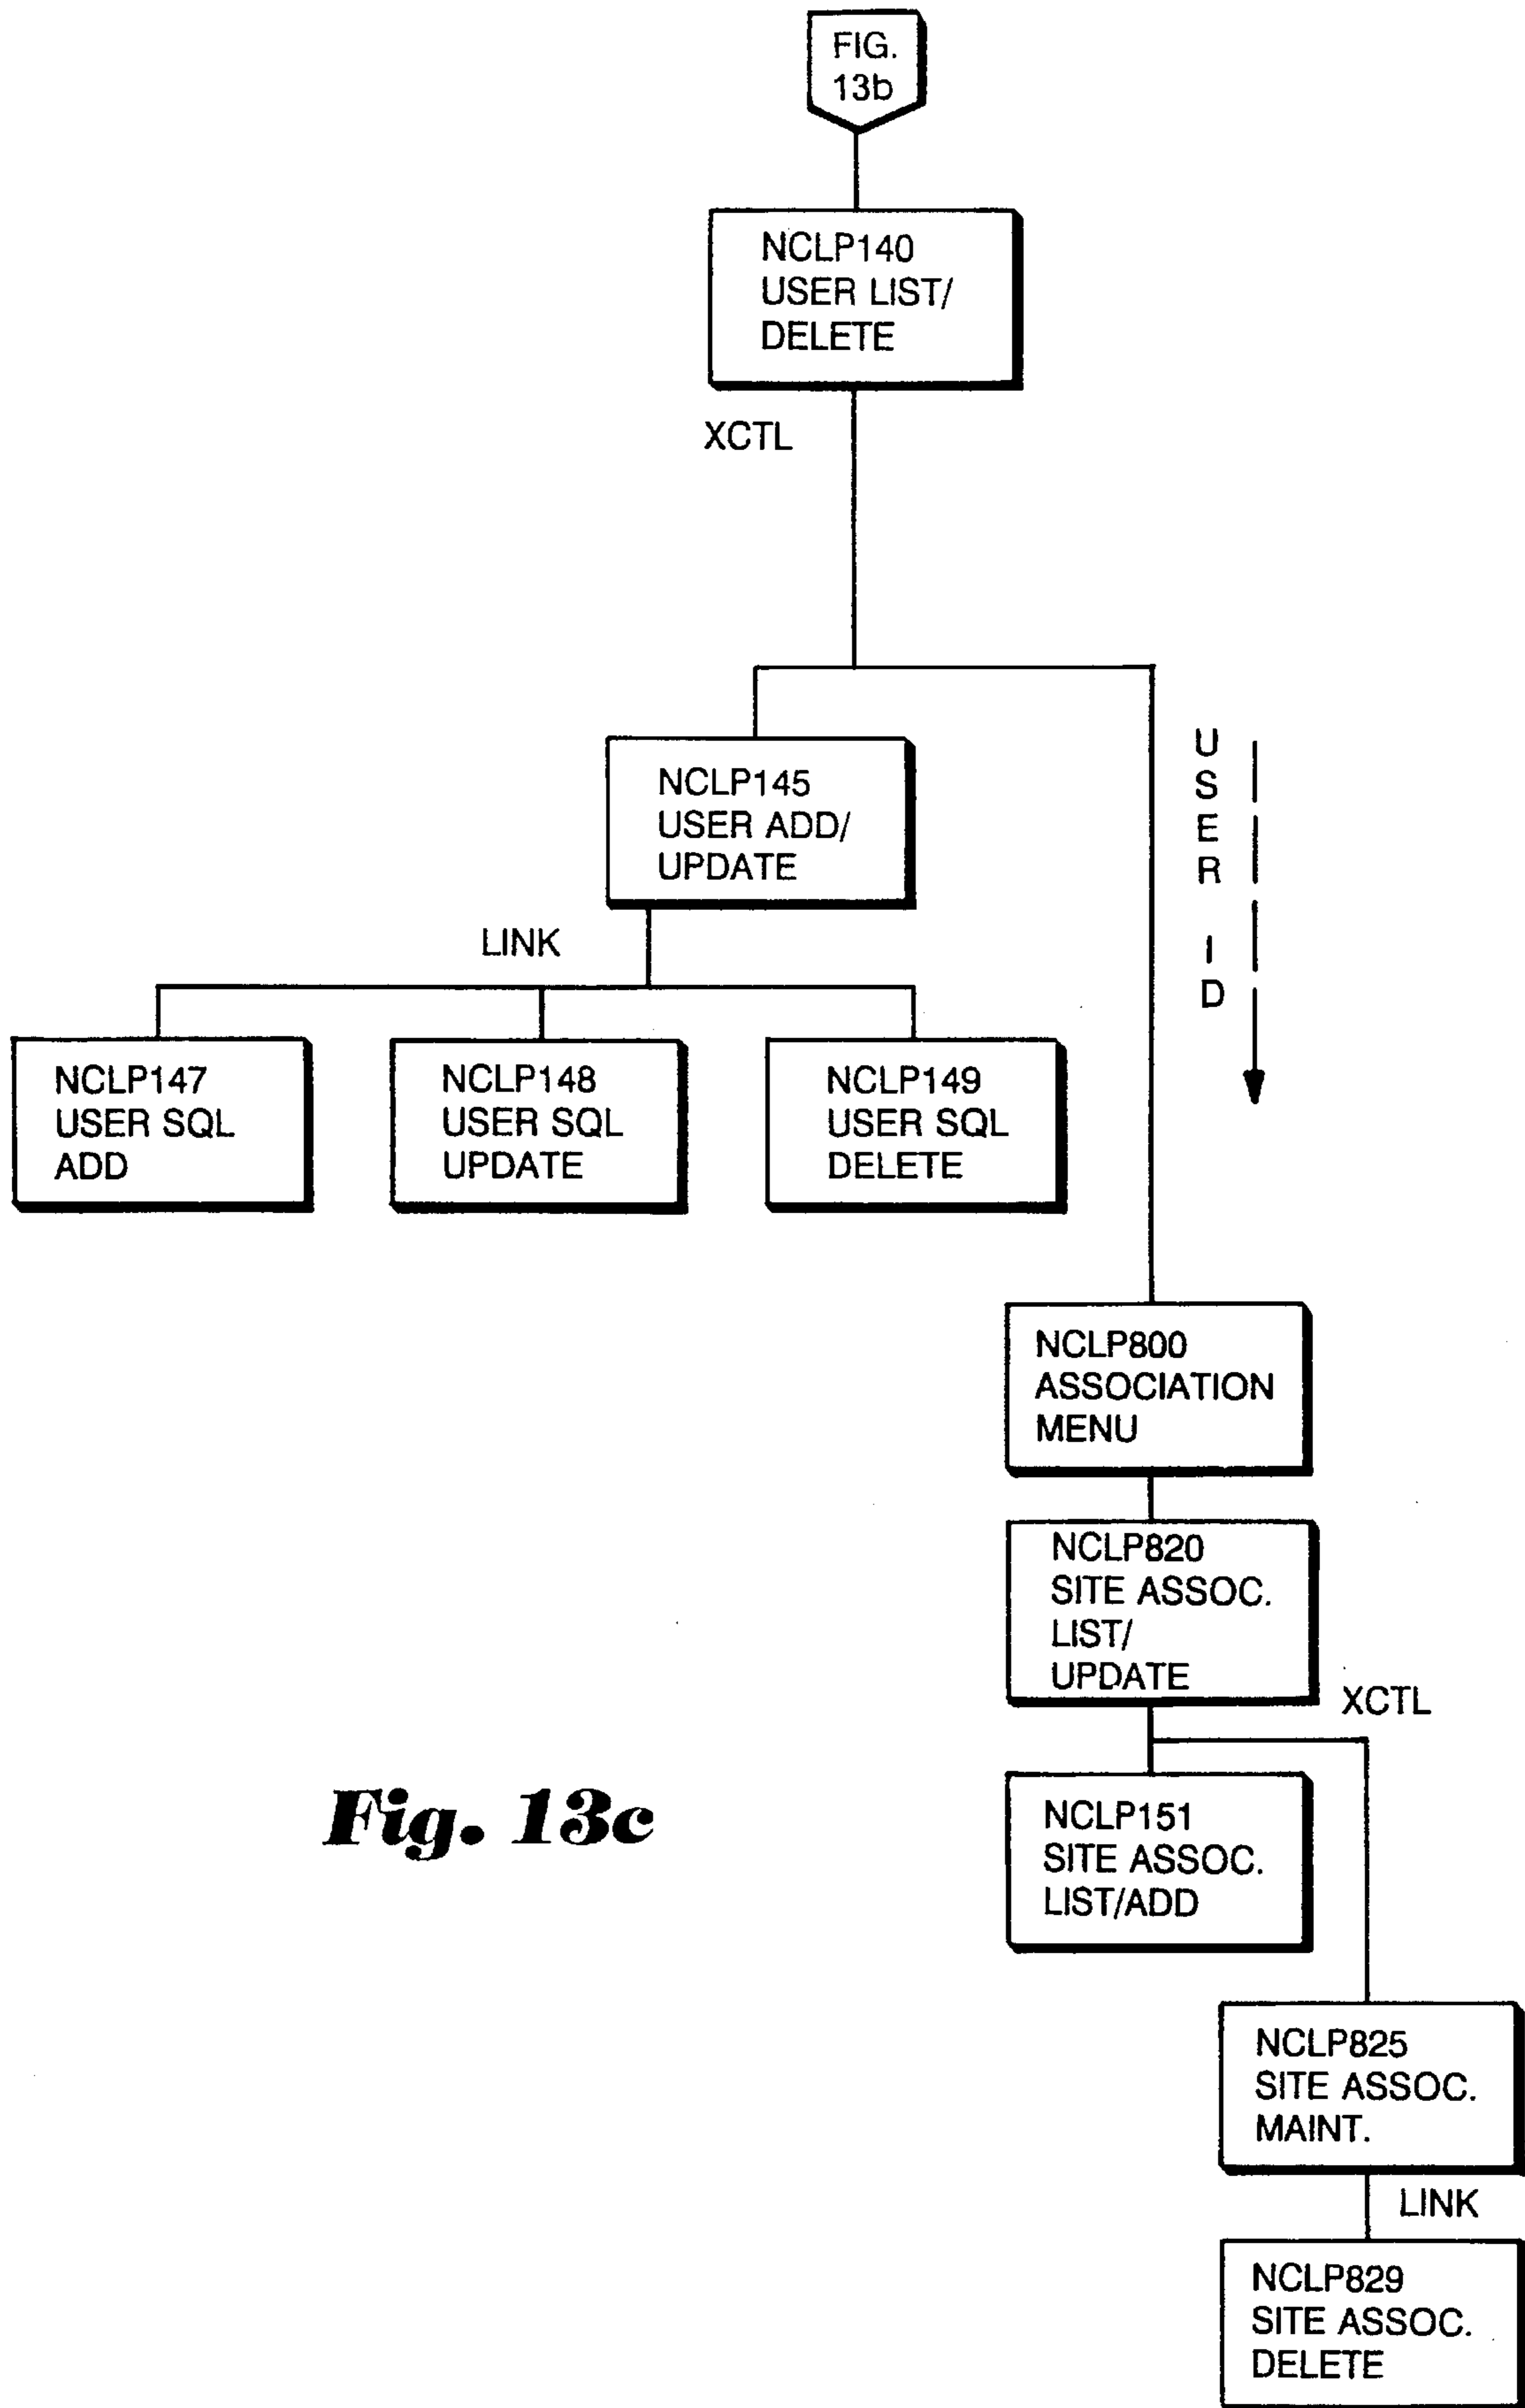 FIG.
13b
NCLP140
USER LIST/
DELETE
XCTL
NCLP145
USER ADD/
UPDATE
USER ID
LINK
NCLP147
USER SQL
ADD
NCLP148
USER SQL
UPDATE
NCLP149
USER SQL
DELETE
NCLP800
ASSOCIATION
MENU
NCLP820
SITE ASSOC.
LIST/
UPDATE
XCTL
NCLP151
SITE ASSOC.
LIST/ADD
Fig. 13c
NCLP825
SITE ASSOC.
MAINT.
LINK
NCLP829
SITE ASSOC.
DELETE